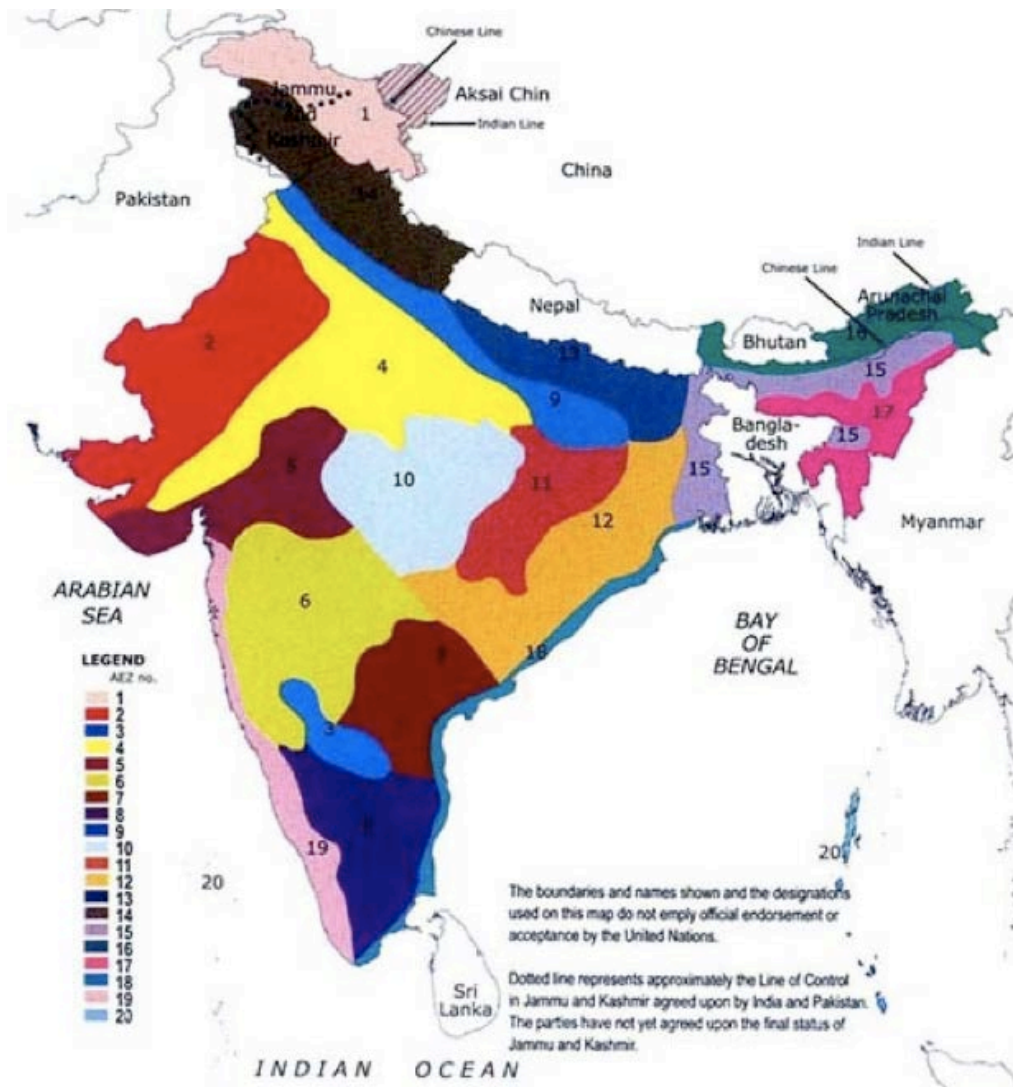 Chinese Line
Jammu
And
Kashmir
1
Aksai Chin
Indian Line
China
Pakistan
14
Indian Line
Chinese Line
Arunachal
Pradesh
Nepal
Bhutan
16
2
4
13
15
9
17
Bangla-
desh
15
5
10
11
15
12
Myanmar
ARABIAN
SEA
6
BAY
OF
BENGAL
18
LEGEND
AEZ no.
1
2
3
4
5
6
7
8
9
10
11
12
13
14
15
16
17
18
19
20
3
19
20
20
The boundaries and names shown and the designations
used on this map do not emply official endorsement or
acceptance by the United Nations.
Dotted line represents approximately the Line of Control
in Jammu and Kashmir agreed upon by India and Pakistan.
The parties have not yet agreed upon the final status of
Jammu and Kashmir.
Sri
Lanka
INDIAN OCEAN